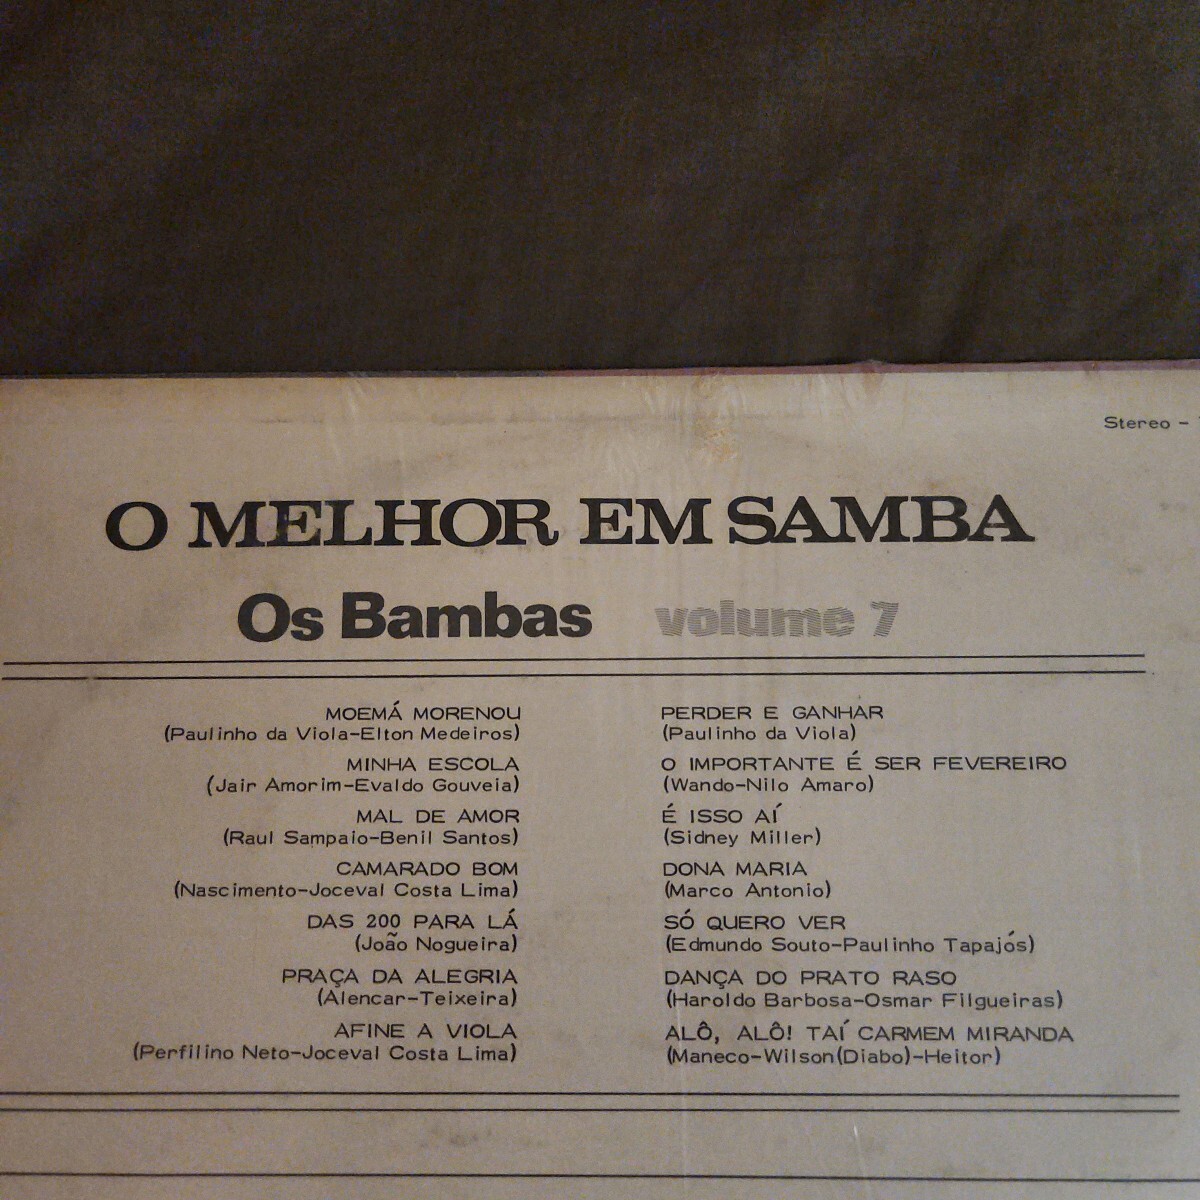 Stereo -
O MELHOR EM SAMBA
Os Bambas volume 7
MOEMÁ MORENOU
(Paulinho da Viola-Elton Medeiros)
MINHA ESCOLA
(Jair Amorim-Evaldo Gouveia)
MAL DE AMOR
(Raul Sampaio-Benil Santos)
CAMARADO BOM
(Nascimento-Joceval Costa Lima)
DAS 200 PARA LÁ
(João Nogueira)
PRAÇA DA ALEGRIA
(Alencar-Teixeira)
AFINE A VIOLA
(Perfilino Neto-Joceval Costa Lima)
PERDER E GANHAR
(Paulinho da Viola)
O IMPORTANTE É SER FEVEREIRO
(Wando-Nilo Amaro)
É ISSO AÍ
(Sidney Miller)
DONA MARIA
(Marco Antonio)
SÓ QUERO VER
(Edmundo Souto-Paulinho Tapajós)
DANÇA DO PRATO RASO
(Haroldo Barbosa-Osmar Filgueiras)
ALÔ, ALÔ! TAÍ CARMEM MIRANDA
(Maneco-Wilson(Diabo)-Heitor)